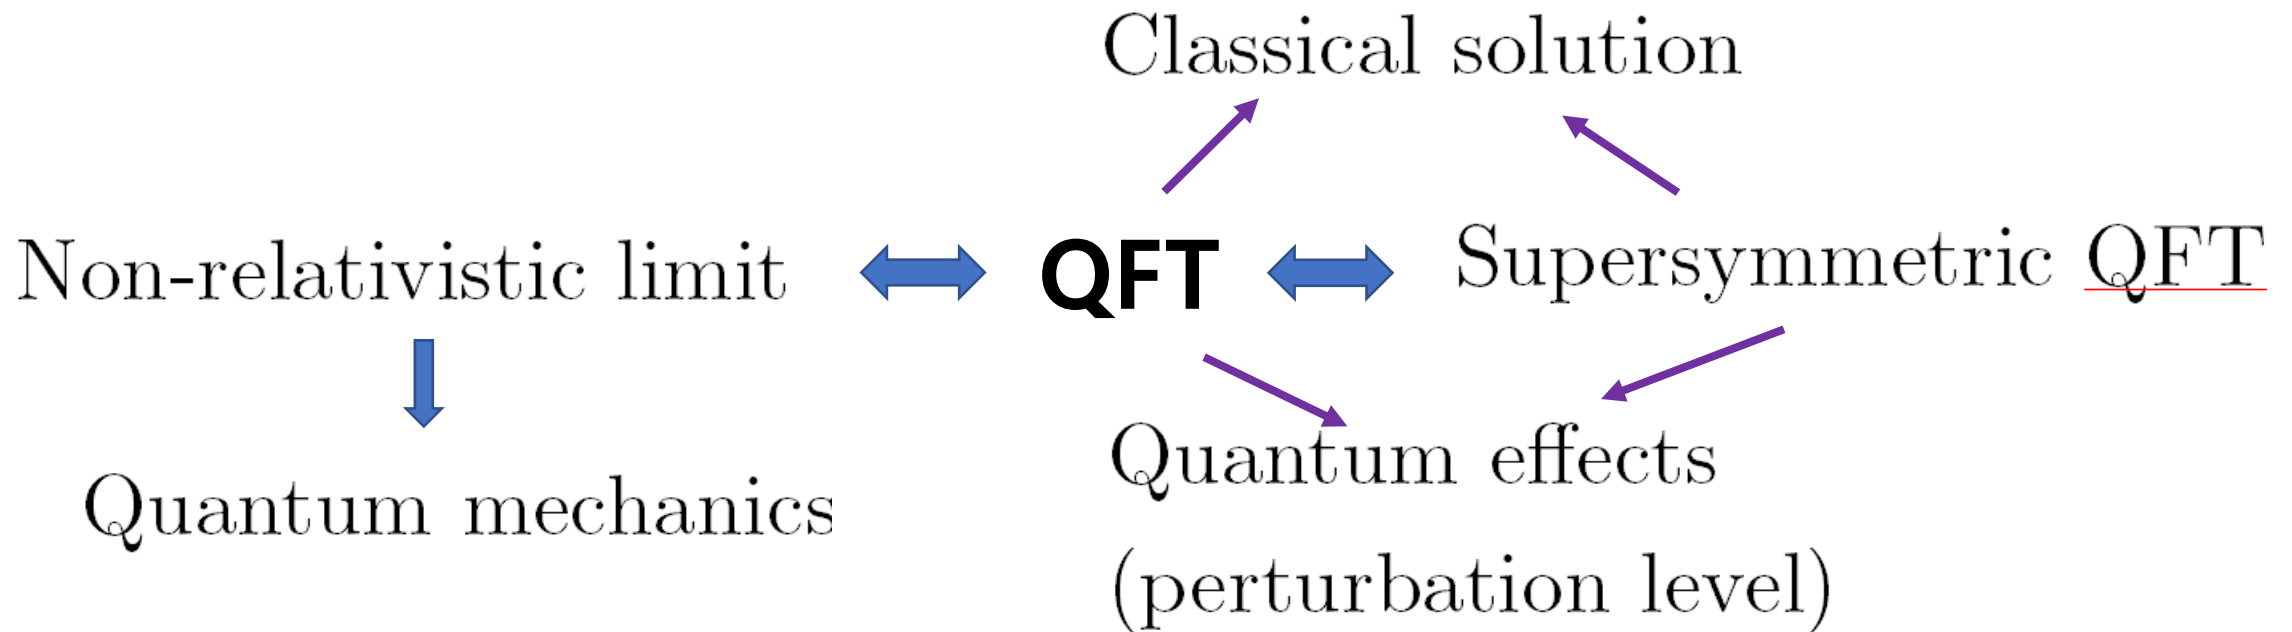 Classical solution
Non-relativistic limit
QFT
Supersymmetric QFT
Quantum mechanics
Quantum effects
(perturbation level)